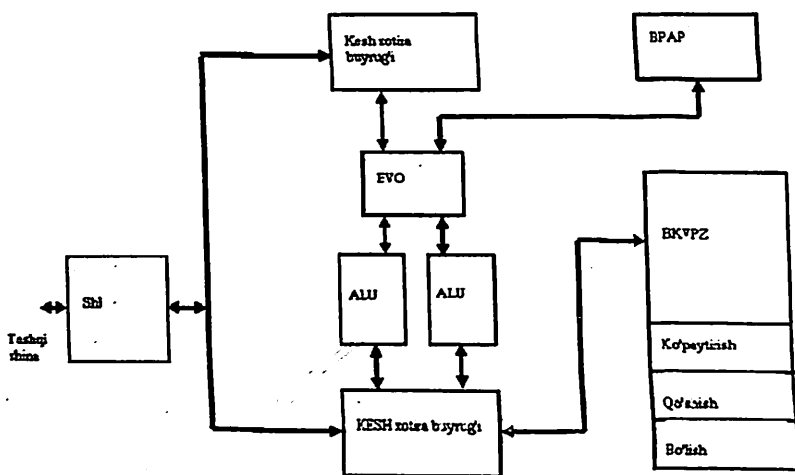 Kesh xotira
buyrug'i
BPAP
EVO
BKVPZ
ShI
ALU
ALU
Tashqi
shina
Ko'paytirish
Qo'shish
KESH xotira buyrug'i
Bo'lish